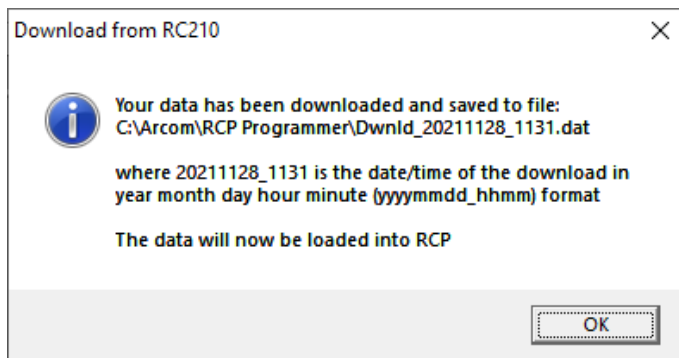 Download from RC210
Your data has been downloaded and saved to file:
C:\Arcom\RCP Programmer\Dwnld_20211128_1131.dat
where 20211128_1131 is the date/time of the download in
year month day hour minute (yyyymmdd_hhmm) format
The data will now be loaded into RCP
OK